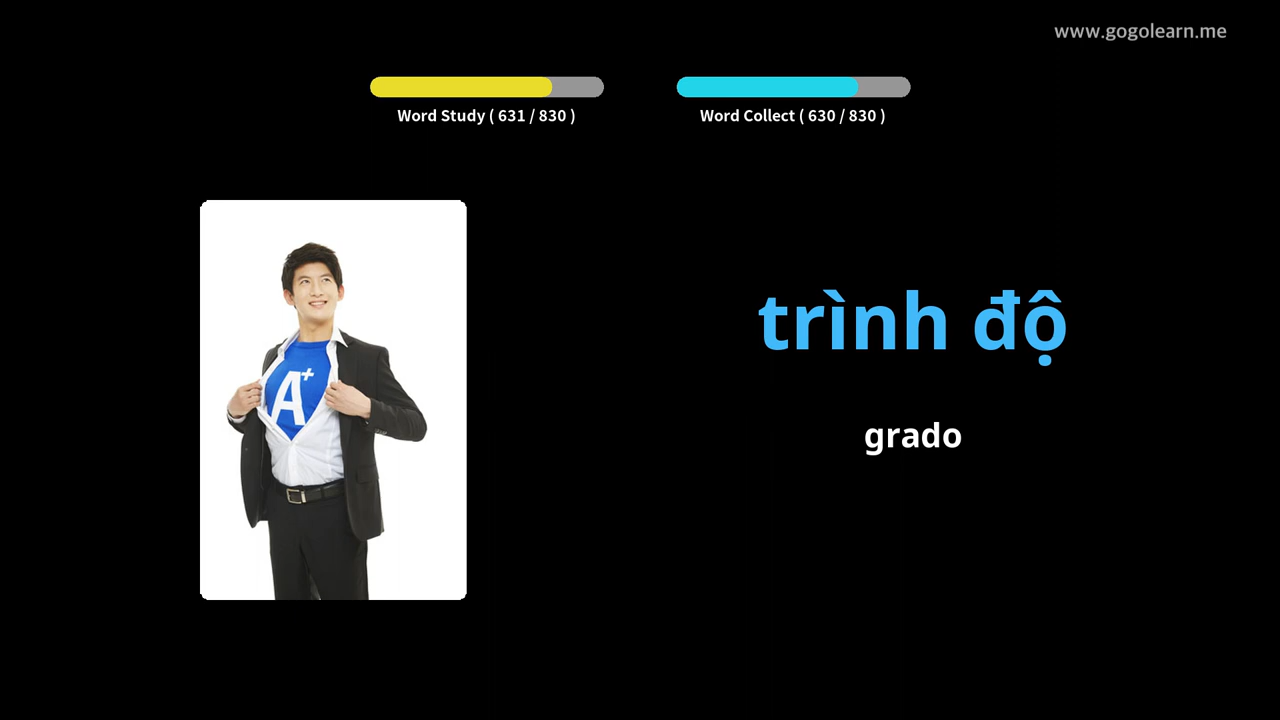 www.gogolearn.me
Word Study ( 631 / 830 )
Word Collect ( 630 / 830 )
A+
trình độ
grado